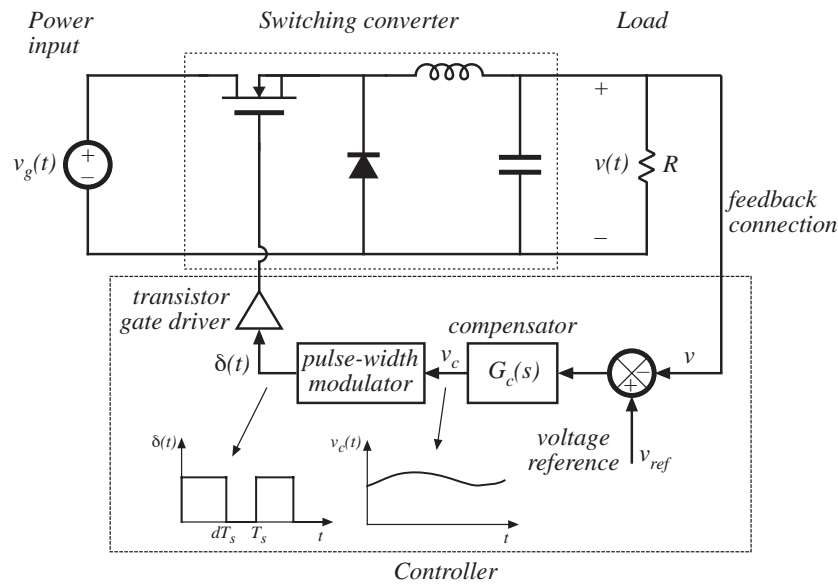 Power
input
Switching converter
Load
+
v_g(t)
+
–
v(t)
R
–
feedback
connection
transistor
gate driver
compensator
δ(t)
pulse-width
modulator
v_c
G_c(s)
–
+
v
voltage
reference
v_ref
δ(t)
dT_s
T_s
t
v_c(t)
t
Controller